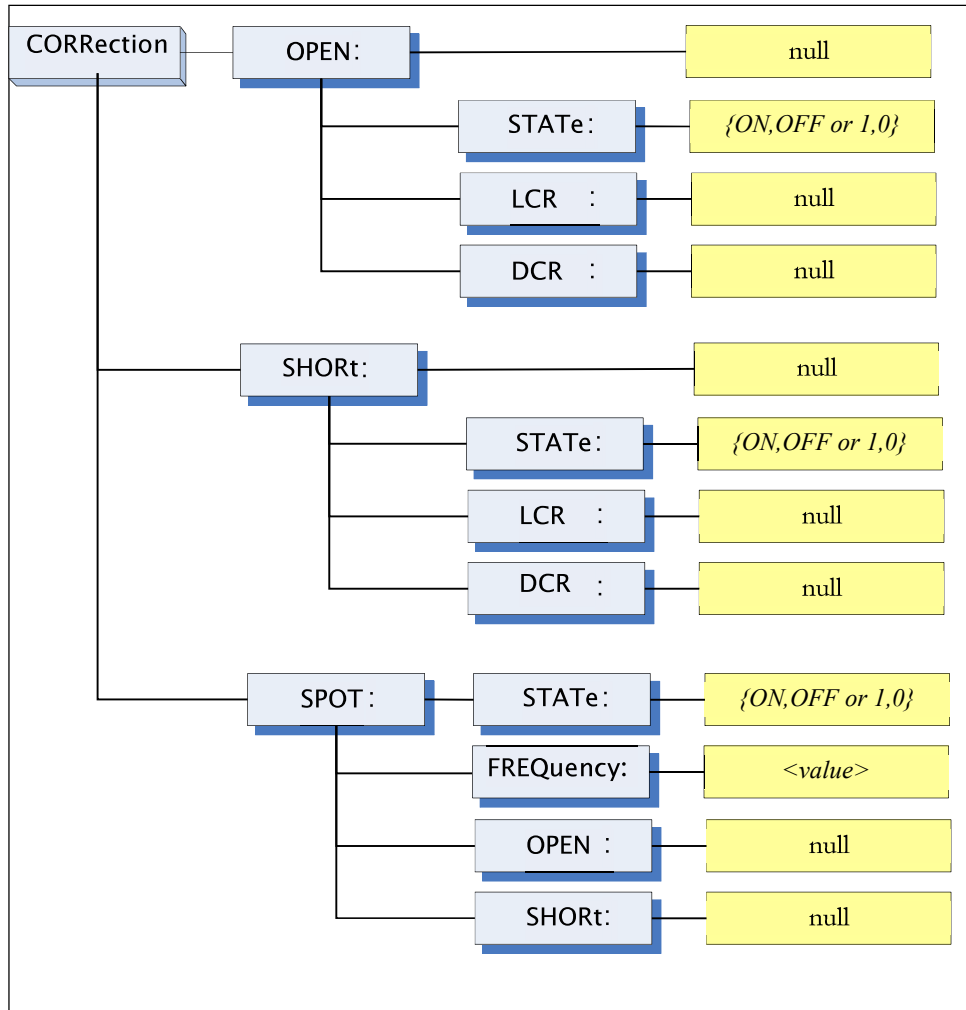 CORRection OPEN: null
STATe: {ON,OFF or 1,0}
LCR : null
DCR : null
SHORt: null
STATe: {ON,OFF or 1,0}
LCR : null
DCR : null
SPOT: STATe: {ON,OFF or 1,0}
FREQuency: <value>
OPEN : null
SHORt: null